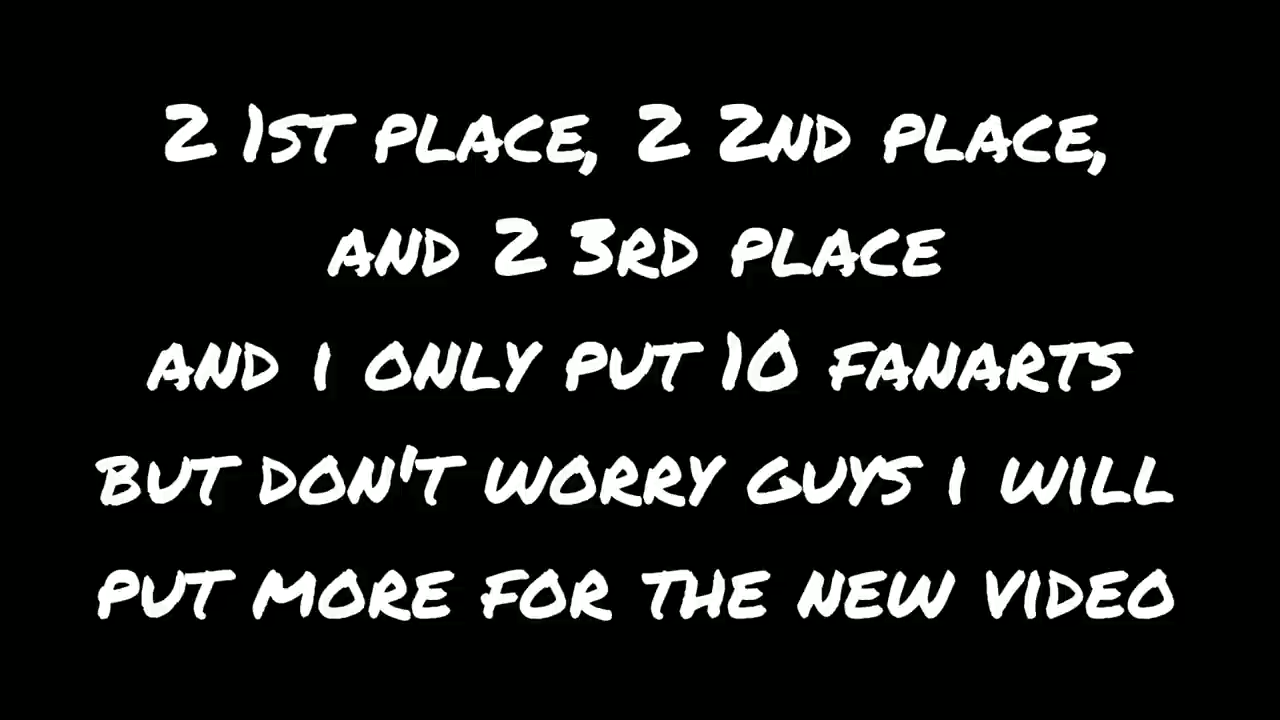 2 1st place, 2 2nd place,
and 2 3rd place
and i only put 10 fanarts
but don't worry guys i will
put more for the new video